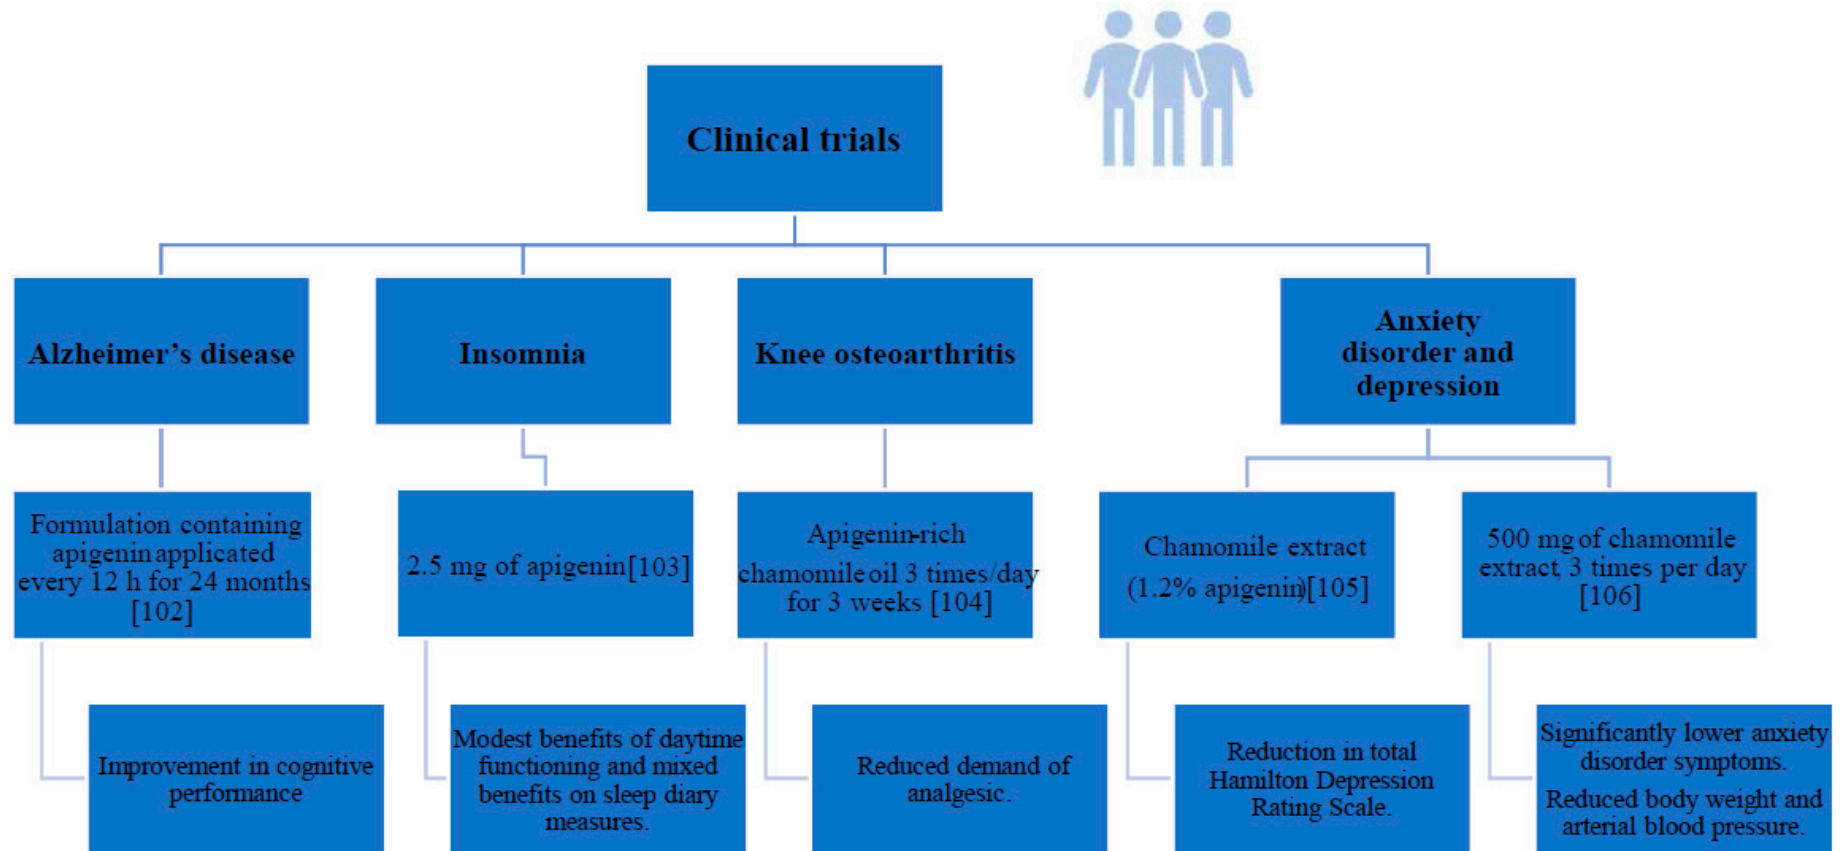 Clinical trials
Alzheimer’s disease
Insomnia
Knee osteoarthritis
Anxiety
disorder and
depression
Formulation containing
apigenin applicated
every 12 h for 24 months
[102]
2.5 mg of apigenin[103]
Apigenin-rich
chamomile oil 3 times/day
for 3 weeks [104]
Chamomile extract
(1.2% apigenin)[105]
500 mg of chamomile
extract, 3 times per day
[106]
Improvement in cognitive
performance
Modest benefits of daytime
functioning and mixed
benefits on sleep diary
measures.
Reduced demand of
analgesic.
Reduction in total
Hamilton Depression
Rating Scale.
Significantly lower anxiety
disorder symptoms.
Reduced body weight and
arterial blood pressure.